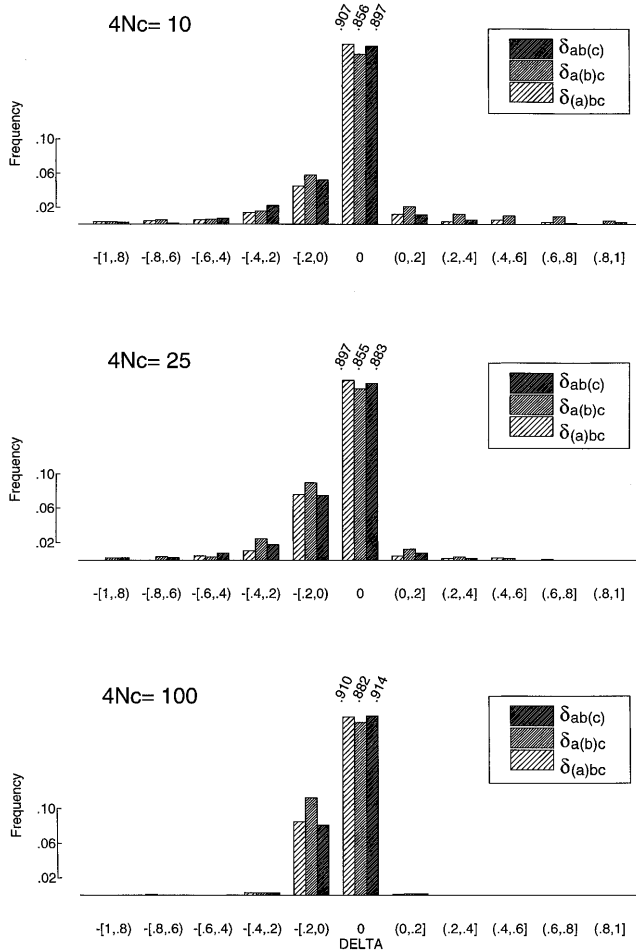 4Nc= 10
.907 .856 .897
δab(c)
δa(b)c
δ(a)bc
Frequency
.10
.06
.02
-[1,.8) -[.8,.6) -[.6,.4) -[.4,.2) -[.2,0) 0 (0,.2] (.2,.4] (.4,.6] (.6,.8] (.8,1]
4Nc= 25
.897 .855 .883
δab(c)
δa(b)c
δ(a)bc
Frequency
.10
.06
.02
-[1,.8) -[.8,.6) -[.6,.4) -[.4,.2) -[.2,0) 0 (0,.2] (.2,.4] (.4,.6] (.6,.8] (.8,1]
4Nc= 100
.910 .882 .914
δab(c)
δa(b)c
δ(a)bc
Frequency
.10
.06
.02
-[1,.8) -[.8,.6) -[.6,.4) -[.4,.2) -[.2,0) 0 (0,.2] (.2,.4] (.4,.6] (.6,.8] (.8,1]
DELTA